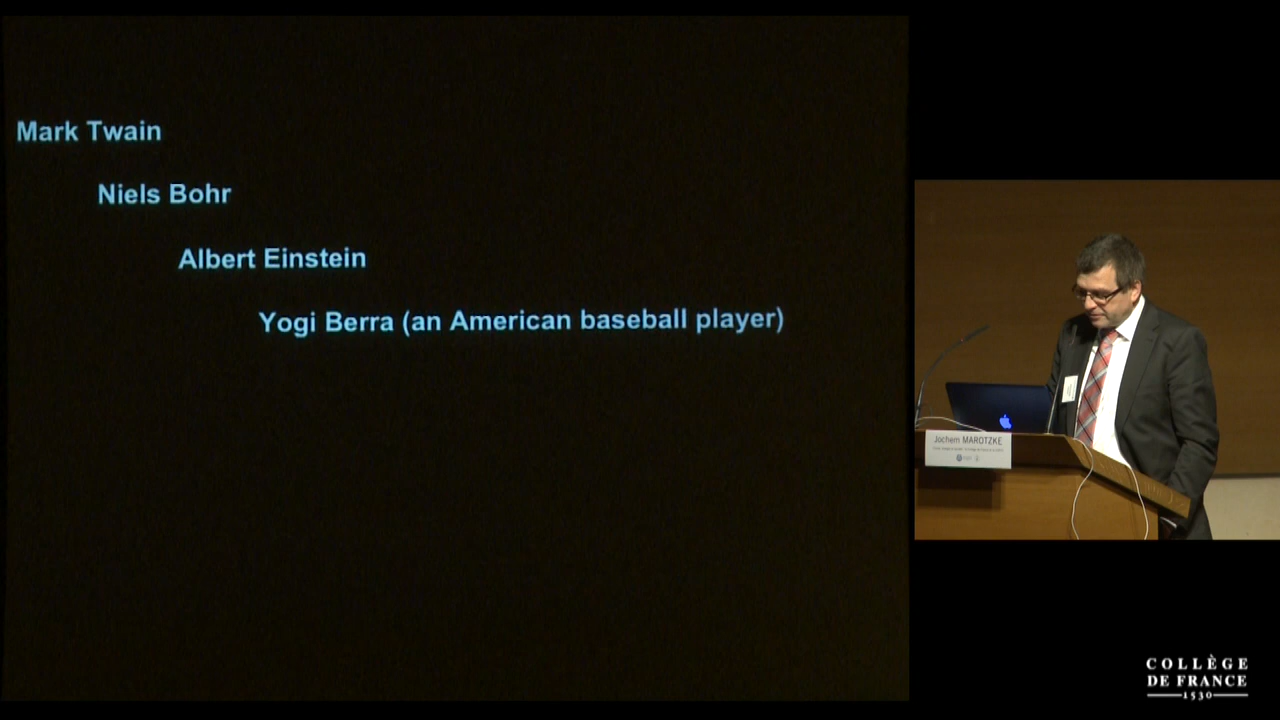 Mark Twain
Niels Bohr
Albert Einstein
Yogi Berra (an American baseball player)
Jochem MAROTZKE
COLLÈGE
DE FRANCE
1530